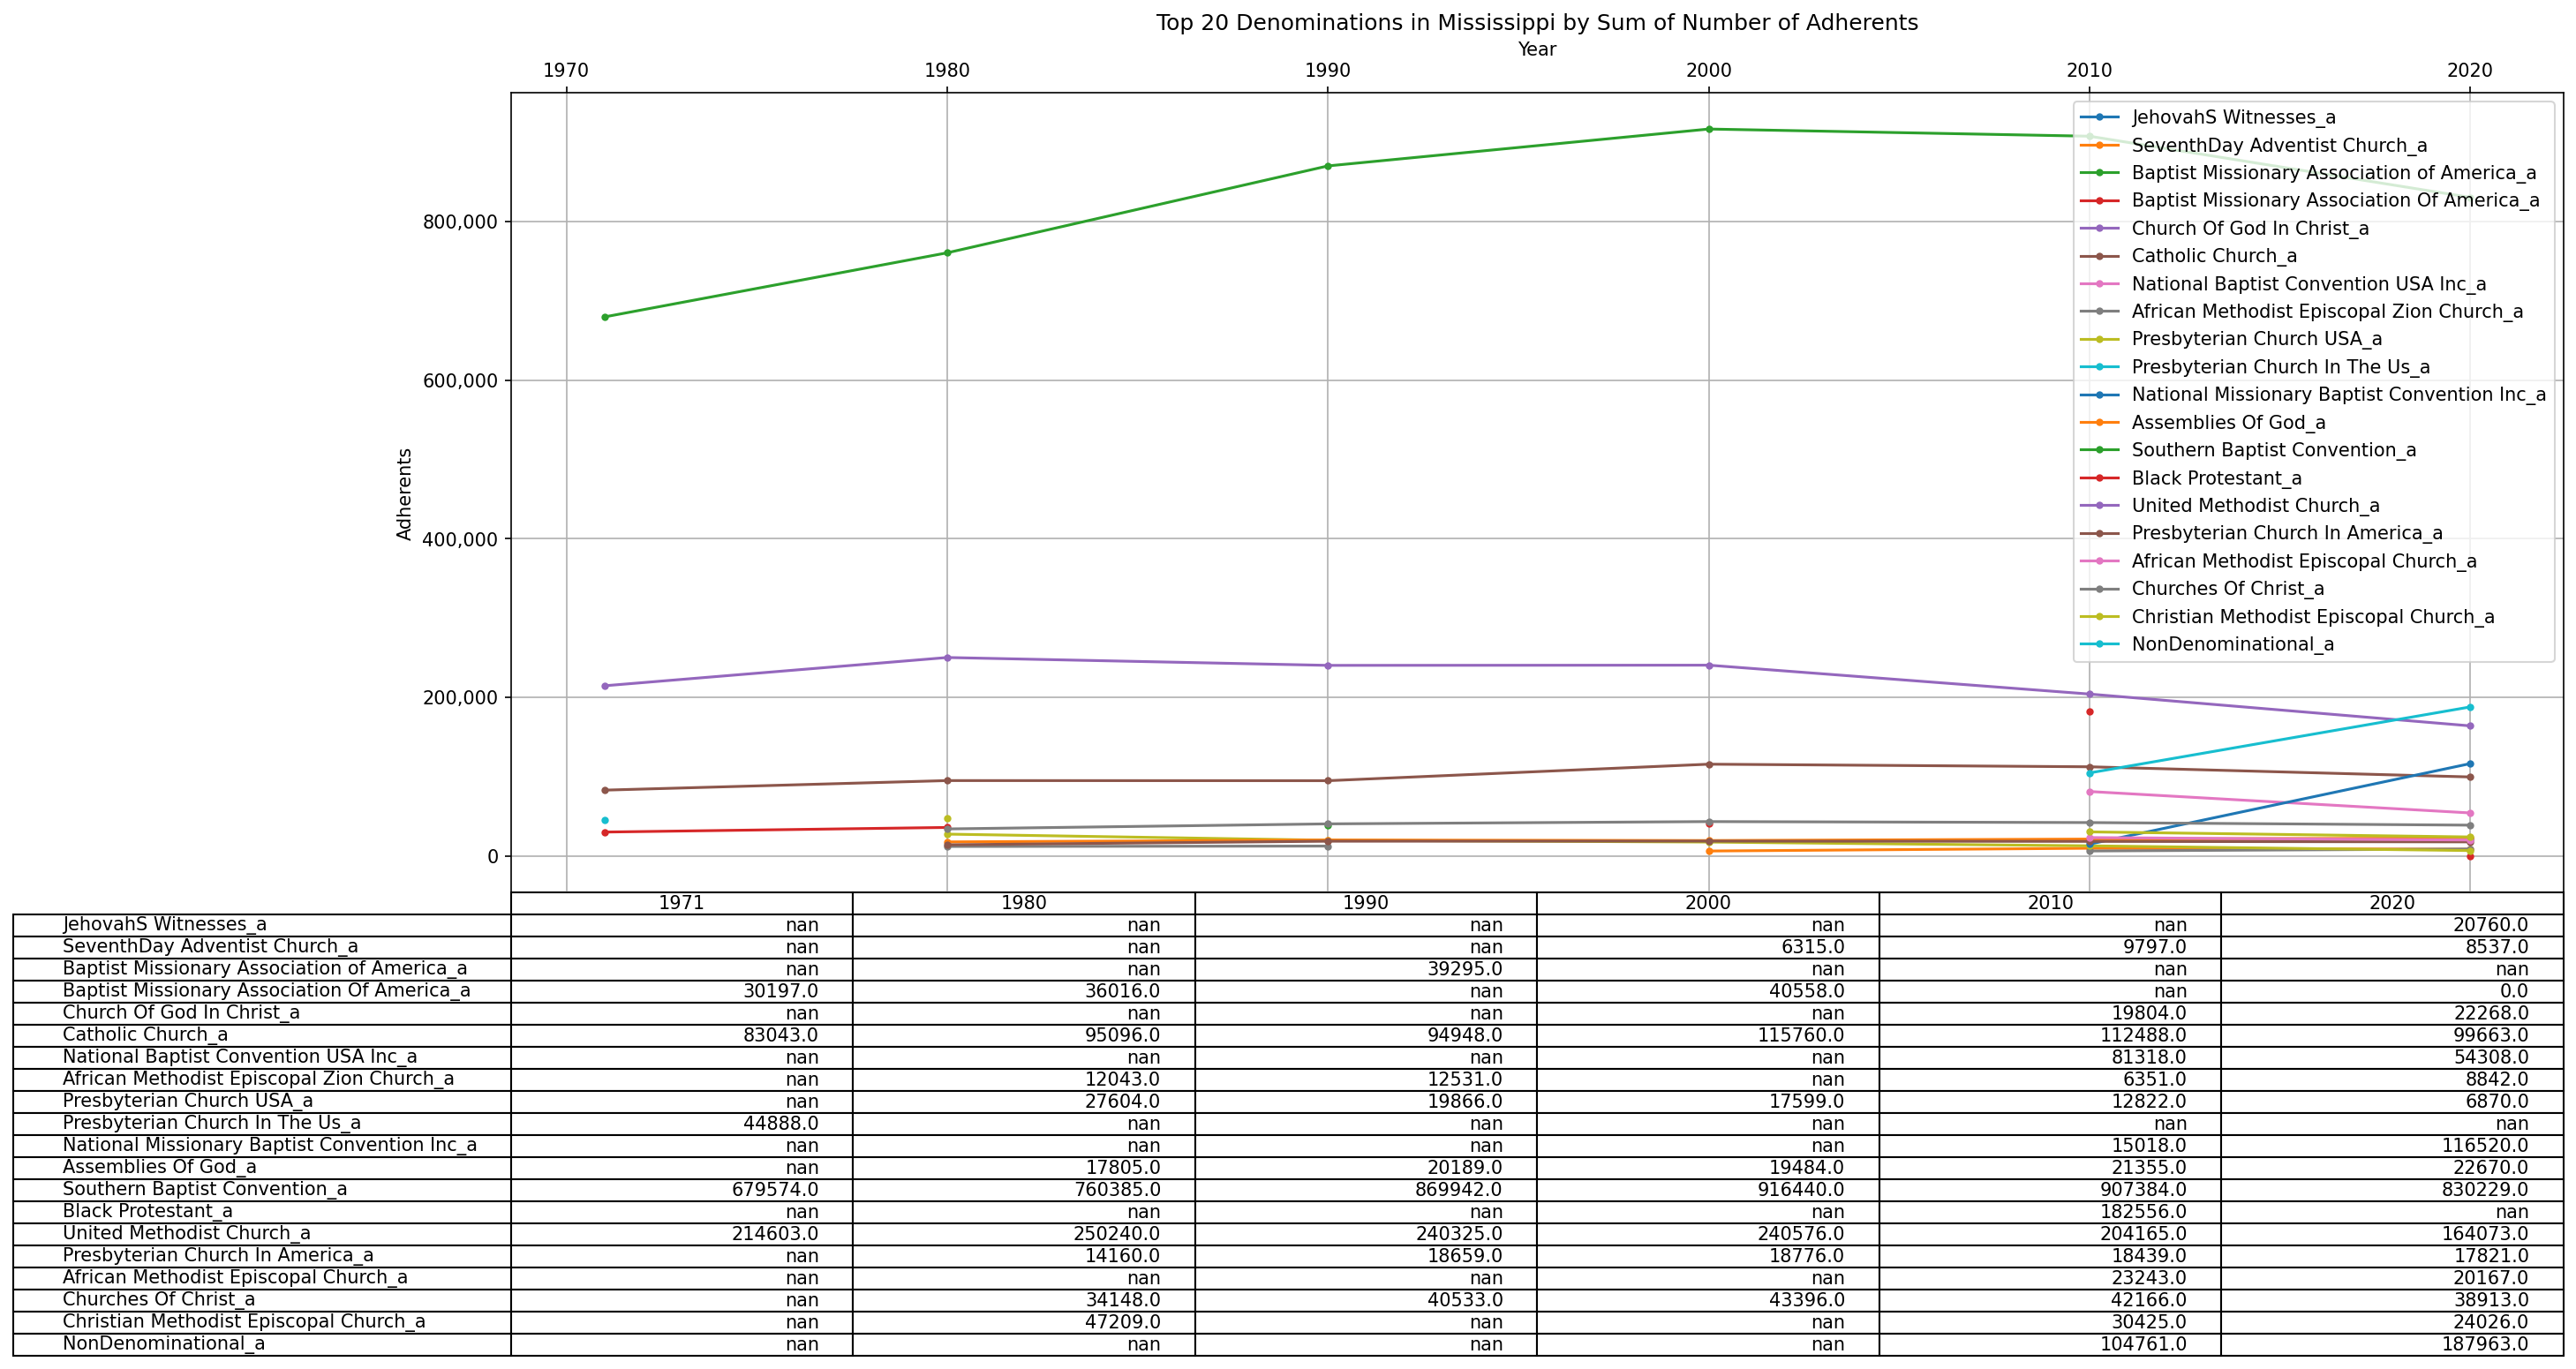 Top 20 Denominations in Mississippi by Sum of Number of Adherents
Year
1970 1980 1990 2000 2010 2020
JehovahS Witnesses_a
SeventhDay Adventist Church_a
Baptist Missionary Association of America_a
Baptist Missionary Association Of America_a
Church Of God In Christ_a
Catholic Church_a
National Baptist Convention USA Inc_a
African Methodist Episcopal Zion Church_a
Presbyterian Church USA_a
Presbyterian Church In The Us_a
National Missionary Baptist Convention Inc_a
Assemblies Of God_a
Southern Baptist Convention_a
Black Protestant_a
United Methodist Church_a
Presbyterian Church In America_a
African Methodist Episcopal Church_a
Churches Of Christ_a
Christian Methodist Episcopal Church_a
NonDenominational_a
800,000
600,000
400,000
200,000
0
Adherents
1971 1980 1990 2000 2010 2020
JehovahS Witnesses_a nan nan nan nan nan 20760.0
SeventhDay Adventist Church_a nan nan nan 6315.0 9797.0 8537.0
Baptist Missionary Association of America_a nan nan 39295.0 nan nan nan
Baptist Missionary Association Of America_a 30197.0 36016.0 nan 40558.0 nan 0.0
Church Of God In Christ_a nan nan nan nan 19804.0 22268.0
Catholic Church_a 83043.0 95096.0 94948.0 115760.0 112488.0 99663.0
National Baptist Convention USA Inc_a nan nan nan nan 81318.0 54308.0
African Methodist Episcopal Zion Church_a nan 12043.0 12531.0 nan 6351.0 8842.0
Presbyterian Church USA_a nan 27604.0 19866.0 17599.0 12822.0 6870.0
Presbyterian Church In The Us_a 44888.0 nan nan nan nan nan
National Missionary Baptist Convention Inc_a nan nan nan nan 15018.0 116520.0
Assemblies Of God_a nan 17805.0 20189.0 19484.0 21355.0 22670.0
Southern Baptist Convention_a 679574.0 760385.0 869942.0 916440.0 907384.0 830229.0
Black Protestant_a nan nan nan nan 182556.0 nan
United Methodist Church_a 214603.0 250240.0 240325.0 240576.0 204165.0 164073.0
Presbyterian Church In America_a nan 14160.0 18659.0 18776.0 18439.0 17821.0
African Methodist Episcopal Church_a nan nan nan nan 23243.0 20167.0
Churches Of Christ_a nan 34148.0 40533.0 43396.0 42166.0 38913.0
Christian Methodist Episcopal Church_a nan 47209.0 nan nan 30425.0 24026.0
NonDenominational_a nan nan nan nan 104761.0 187963.0